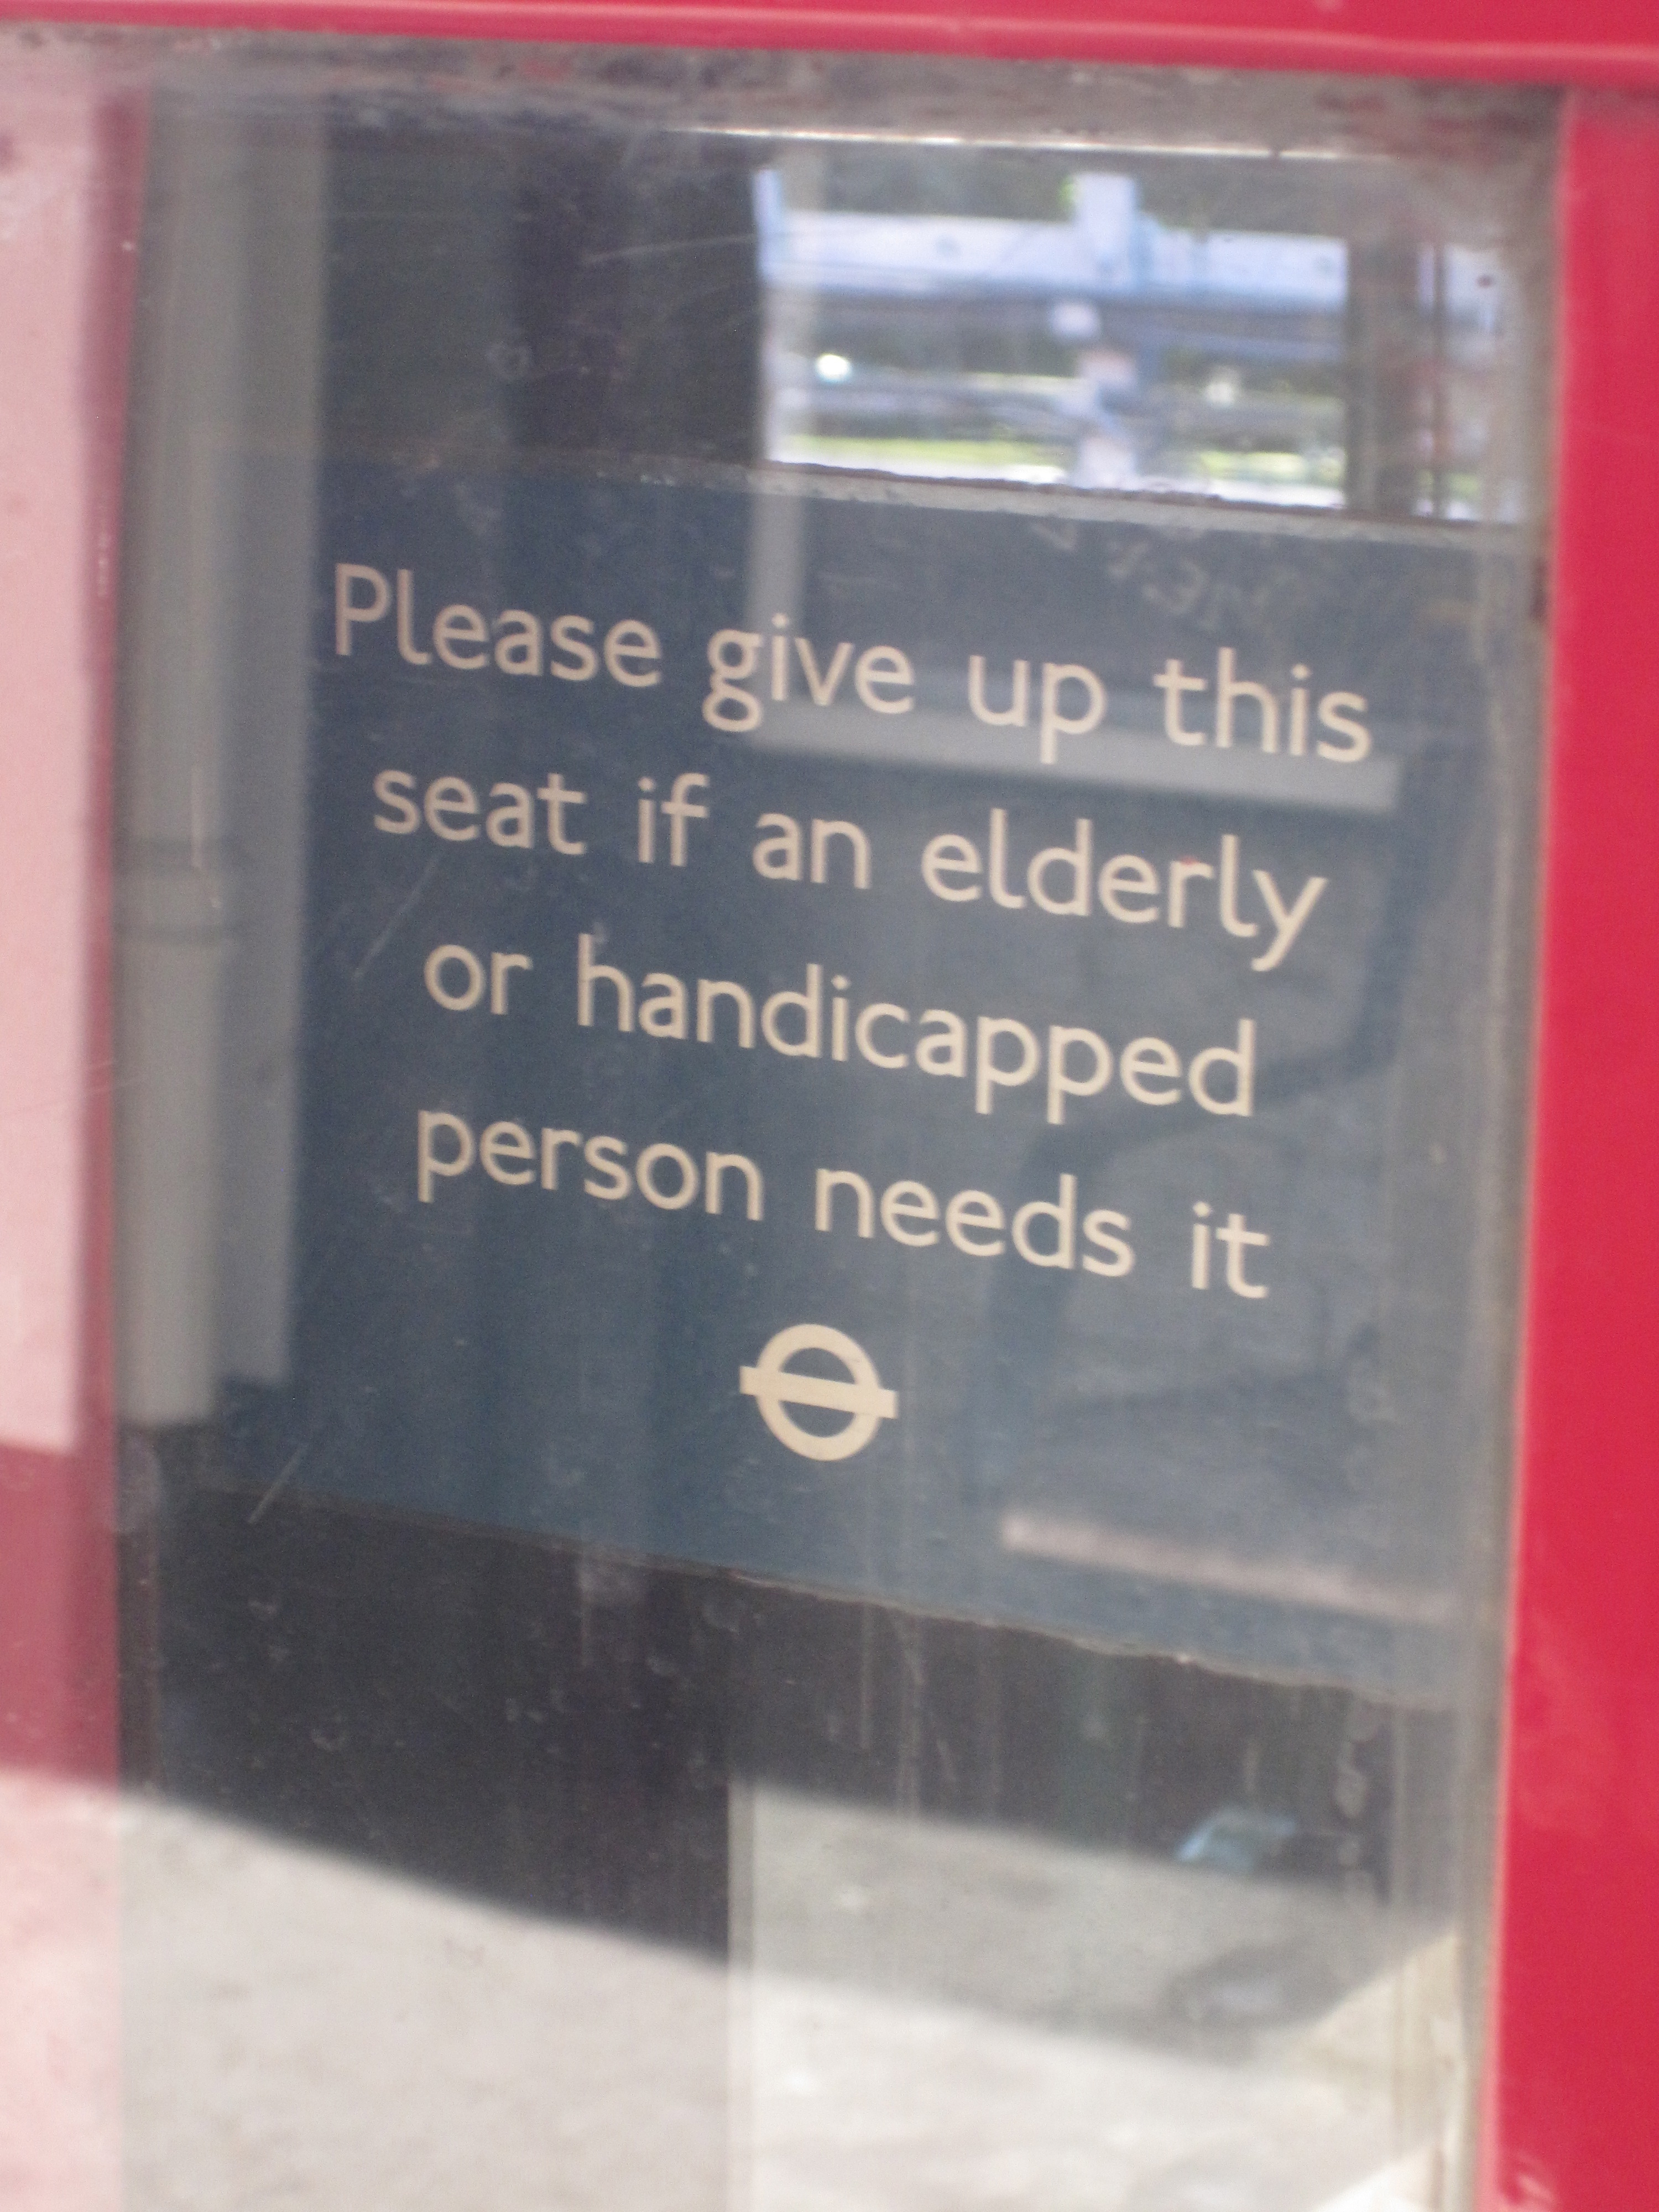 Please give up this
seat if an elderly
or handicapped
person needs it